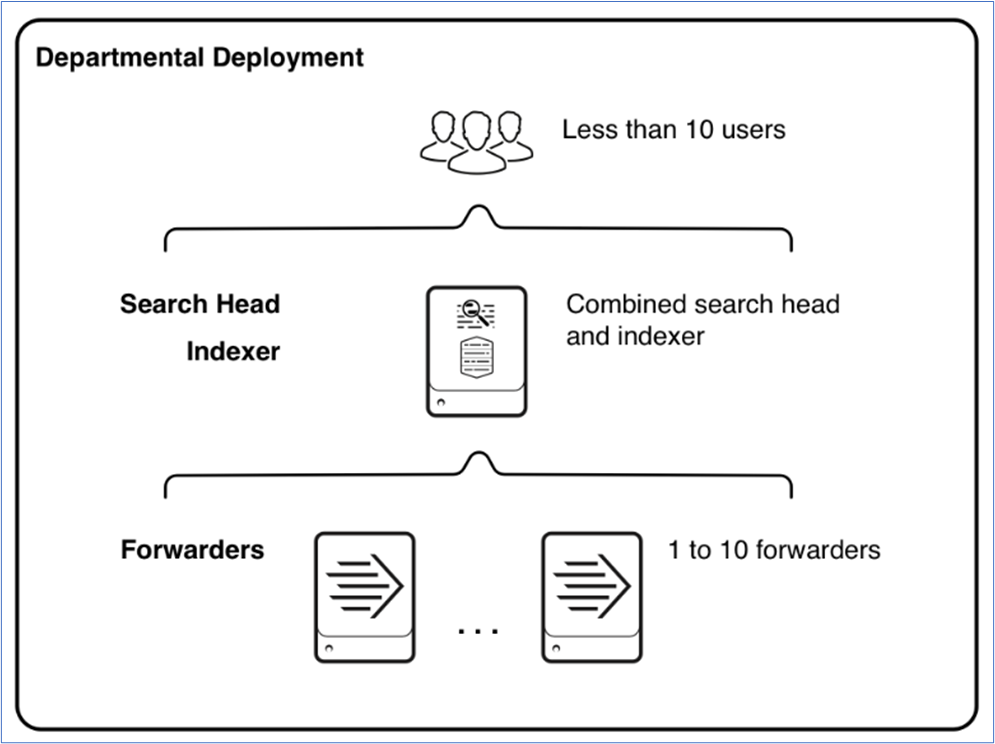 Departmental Deployment
Less than 10 users
Search Head
Indexer
Combined search head
and indexer
Forwarders
. . .
1 to 10 forwarders